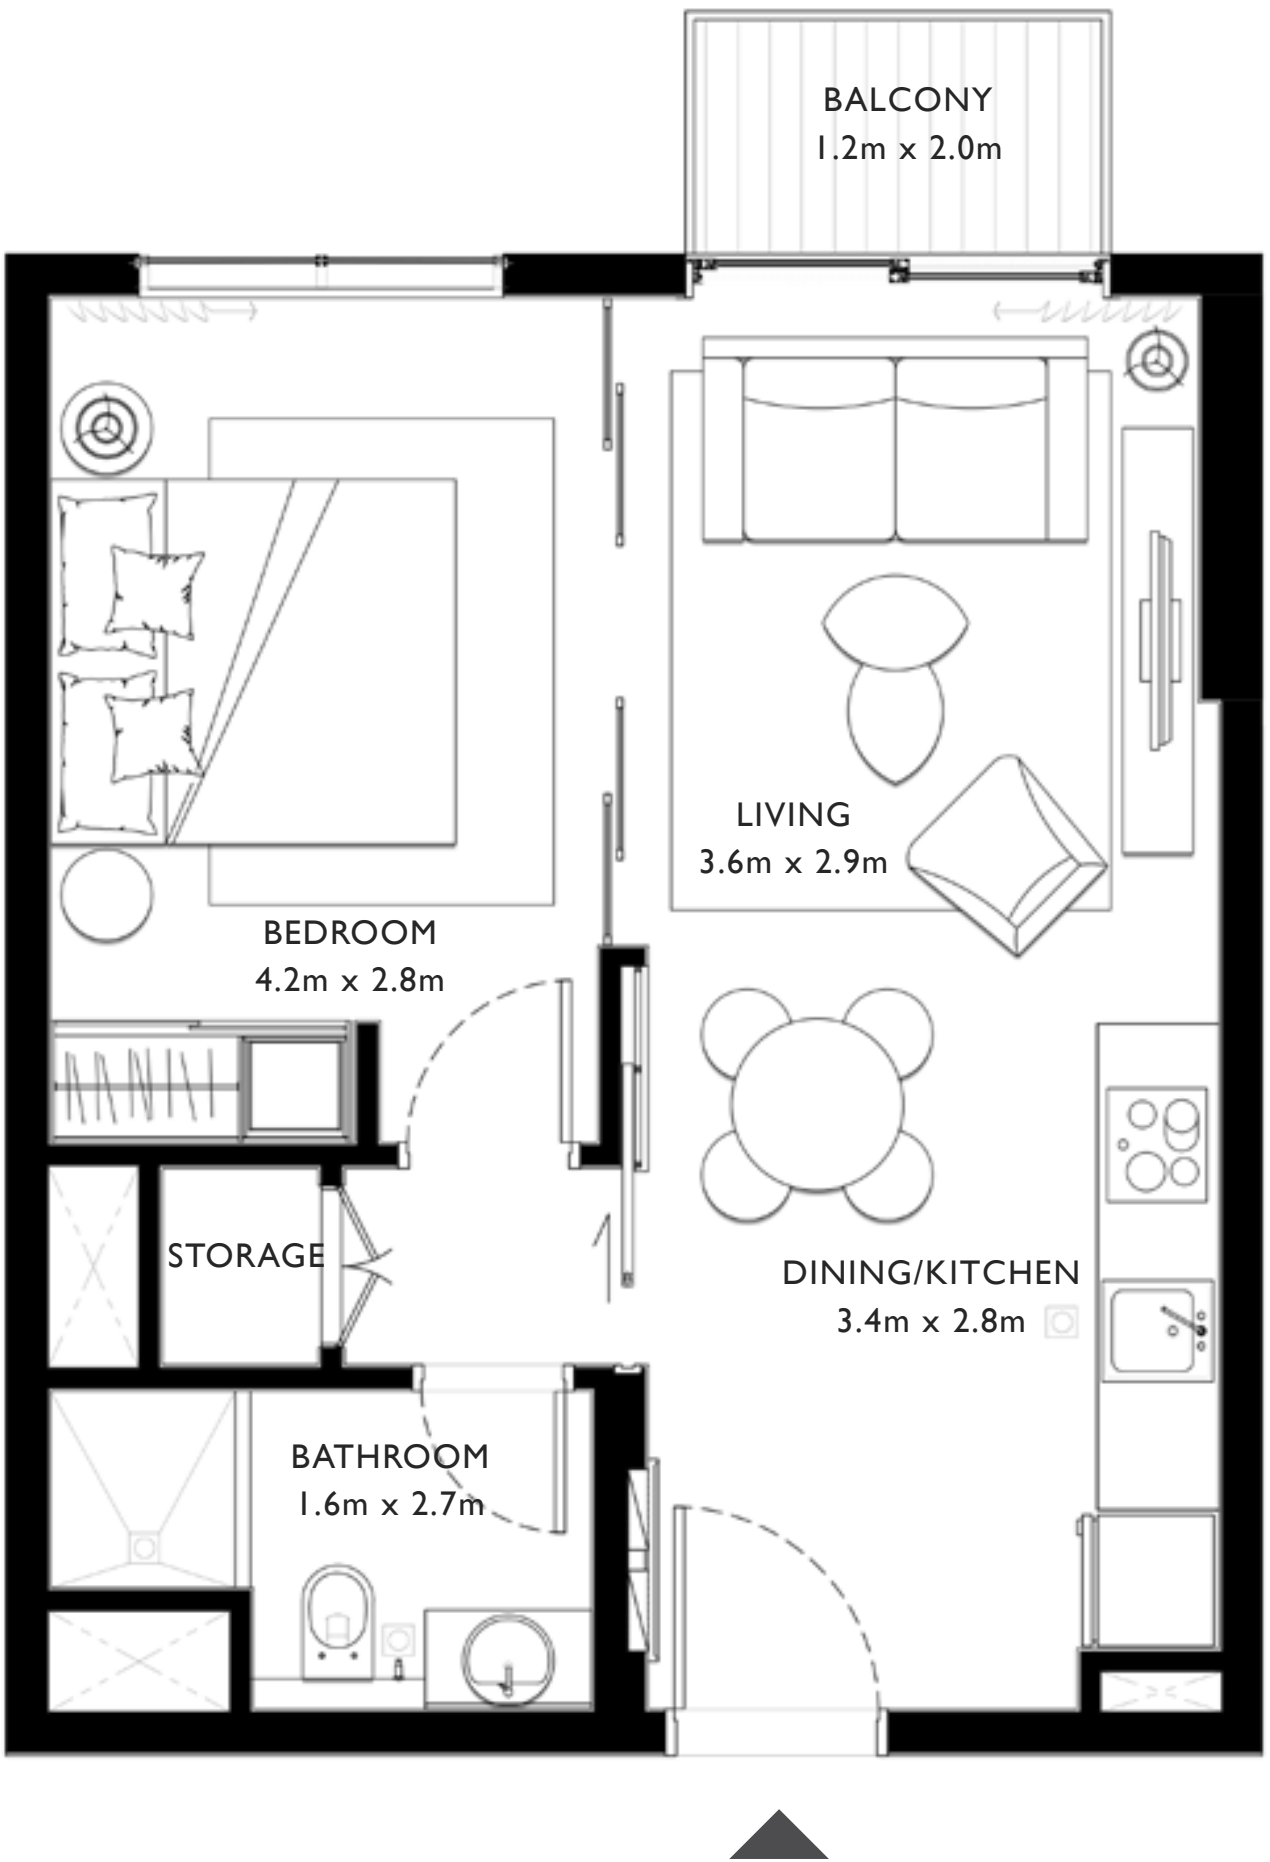 BALCONY
1.2m x 2.0m
LIVING
3.6m x 2.9m
BEDROOM
4.2m x 2.8m
STORAGE
DINING/KITCHEN
3.4m x 2.8m
BATHROOM
1.6m x 2.7m